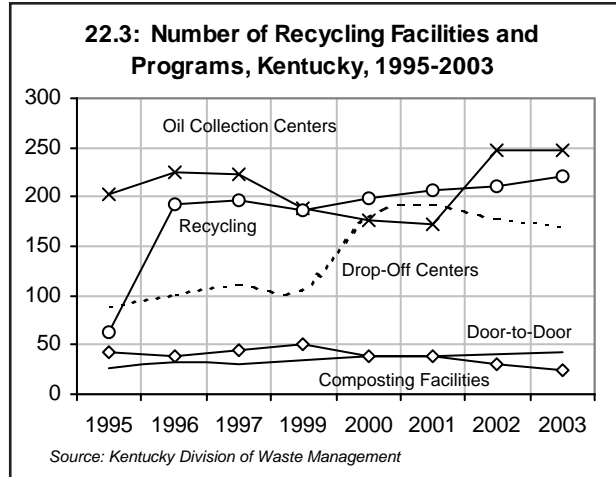 22.3: Number of Recycling Facilities and
Programs, Kentucky, 1995-2003
300
250
200
150
100
50
0
Oil Collection Centers
Recycling
Drop-Off Centers
Door-to-Door
Composting Facilities
1995 1996 1997 1999 2000 2001 2002 2003
Source: Kentucky Division of Waste Management